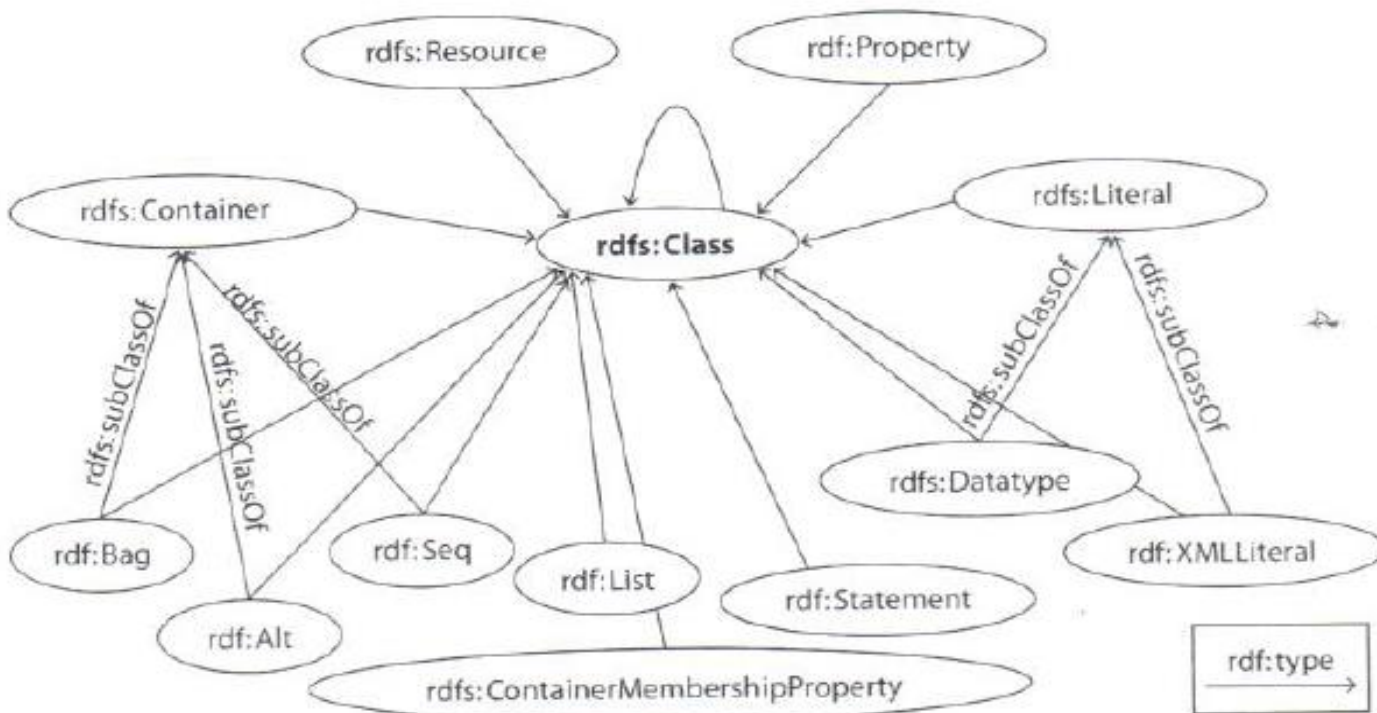 rdfs:Resource
rdf:Property
rdfs:Container
rdfs:Class
rdfs:Literal
rdfs:subClassOf
rdfs:subClassOf
rdfs:subClassOf
rdfs:subClassOf
rdfs:subClassOf
rdf:Bag
rdf:Alt
rdf:Seq
rdf:List
rdf:Statement
rdfs:Datatype
rdf:XMLLiteral
rdfs:ContainerMembershipProperty
rdf:type